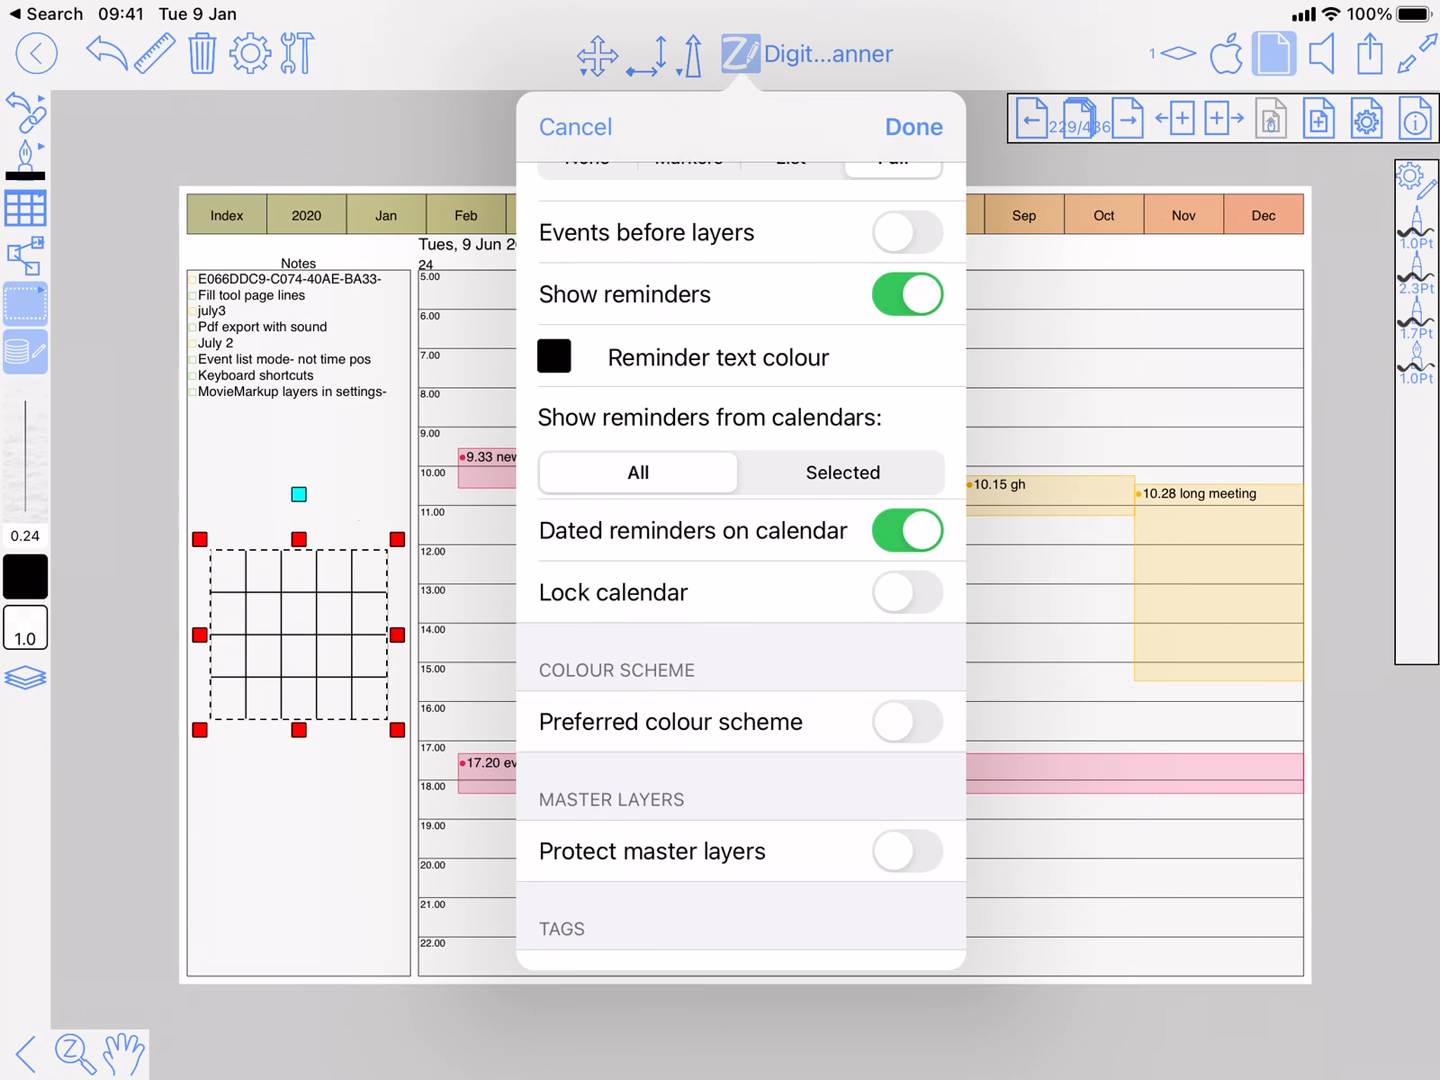 Search 09:41 Tue 9 Jan 100%
Digit...anner
1
Cancel Done
229/436
0
None Markers List Full
Index 2020 Jan Feb Sep Oct Nov Dec
Events before layers
Tues, 9 Jun 2
Notes
24
E066DDC9-C074-40AE-BA33-
Fill tool page lines
july3
Pdf export with sound
July 2
Event list mode- not time pos
Keyboard shortcuts
MovieMarkup layers in settings-
5.00
6.00
7.00
8.00
9.00
10.00
11.00
12.00
13.00
14.00
15.00
16.00
17.00
18.00
19.00
20.00
21.00
22.00
9.33 new
17.20 ev
10.15 gh
10.28 long meeting
Show reminders
Reminder text colour
Show reminders from calendars:
All Selected
Dated reminders on calendar
Lock calendar
COLOUR SCHEME
Preferred colour scheme
MASTER LAYERS
Protect master layers
TAGS
1.0Pt
2.3Pt
1.7Pt
1.0Pt
0.24
1.0
Z